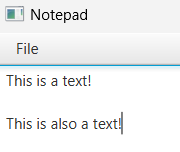 Notepad
File
This is a text!
This is also a text!